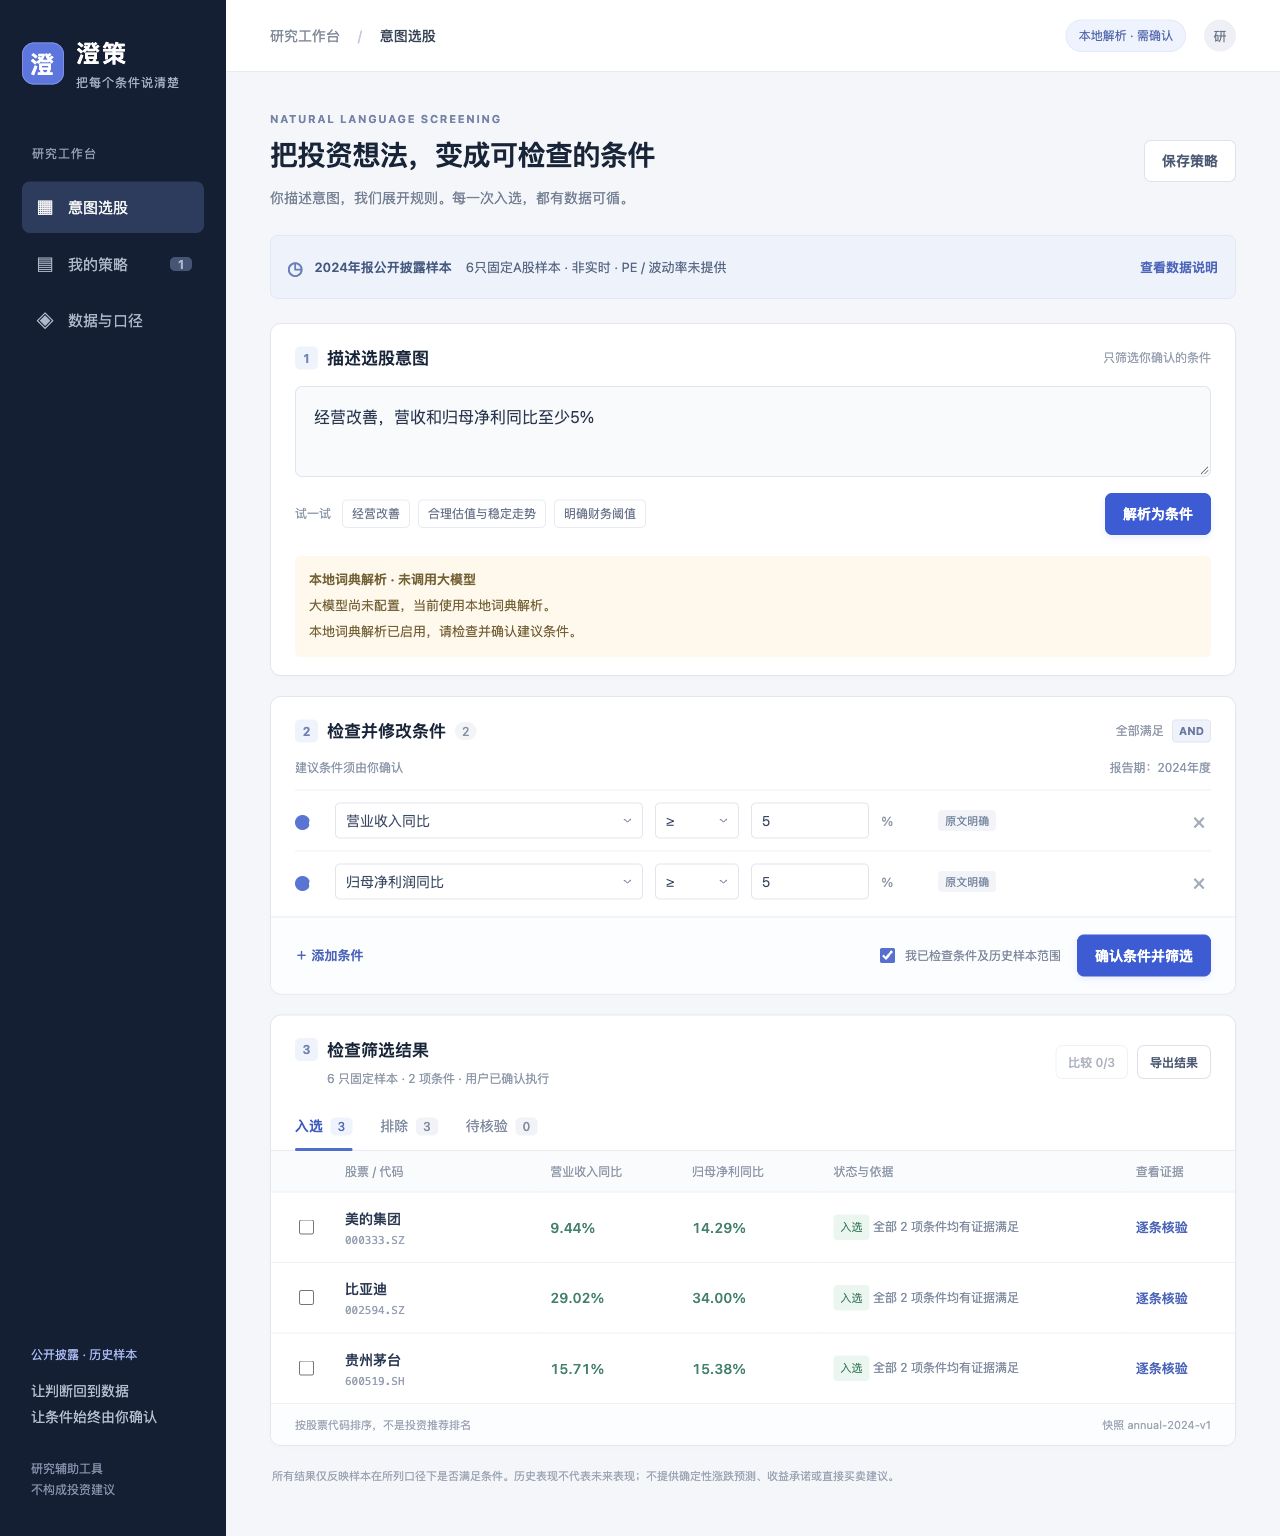 澄
澄策
把每个条件说清楚
研究工作台
意图选股
我的策略 1
数据与口径
公开披露 · 历史样本
让判断回到数据
让条件始终由你确认
研究辅助工具
不构成投资建议
研究工作台 / 意图选股
本地解析 · 需确认
研
NATURAL LANGUAGE SCREENING
把投资想法，变成可检查的条件
你描述意图，我们展开规则。每一次入选，都有数据可循。
保存策略
2024年报公开披露样本 6只固定A股样本 · 非实时 · PE / 波动率未提供
查看数据说明
1 描述选股意图
只筛选你确认的条件
经营改善，营收和归母净利同比至少5%
试一试 经营改善 合理估值与稳定走势 明确财务阈值
解析为条件
本地词典解析 · 未调用大模型
大模型尚未配置，当前使用本地词典解析。
本地词典解析已启用，请检查并确认建议条件。
2 检查并修改条件 2
全部满足 AND
建议条件须由你确认
报告期：2024年度
营业收入同比 ≥ 5 % 原文明确 ×
归母净利润同比 ≥ 5 % 原文明确 ×
+ 添加条件
我已检查条件及历史样本范围
确认条件并筛选
3 检查筛选结果
6 只固定样本 · 2 项条件 · 用户已确认执行
比较 0/3
导出结果
入选 3 排除 3 待核验 0
股票 / 代码 营业收入同比 归母净利同比 状态与依据 查看证据
美的集团
000333.SZ
9.44% 14.29% 入选 全部 2 项条件均有证据满足 逐条核验
比亚迪
002594.SZ
29.02% 34.00% 入选 全部 2 项条件均有证据满足 逐条核验
贵州茅台
600519.SH
15.71% 15.38% 入选 全部 2 项条件均有证据满足 逐条核验
按股票代码排序，不是投资推荐排名
快照 annual-2024-v1
所有结果仅反映样本在所列口径下是否满足条件。历史表现不代表未来表现；不提供确定性涨跌预测、收益承诺或直接买卖建议。